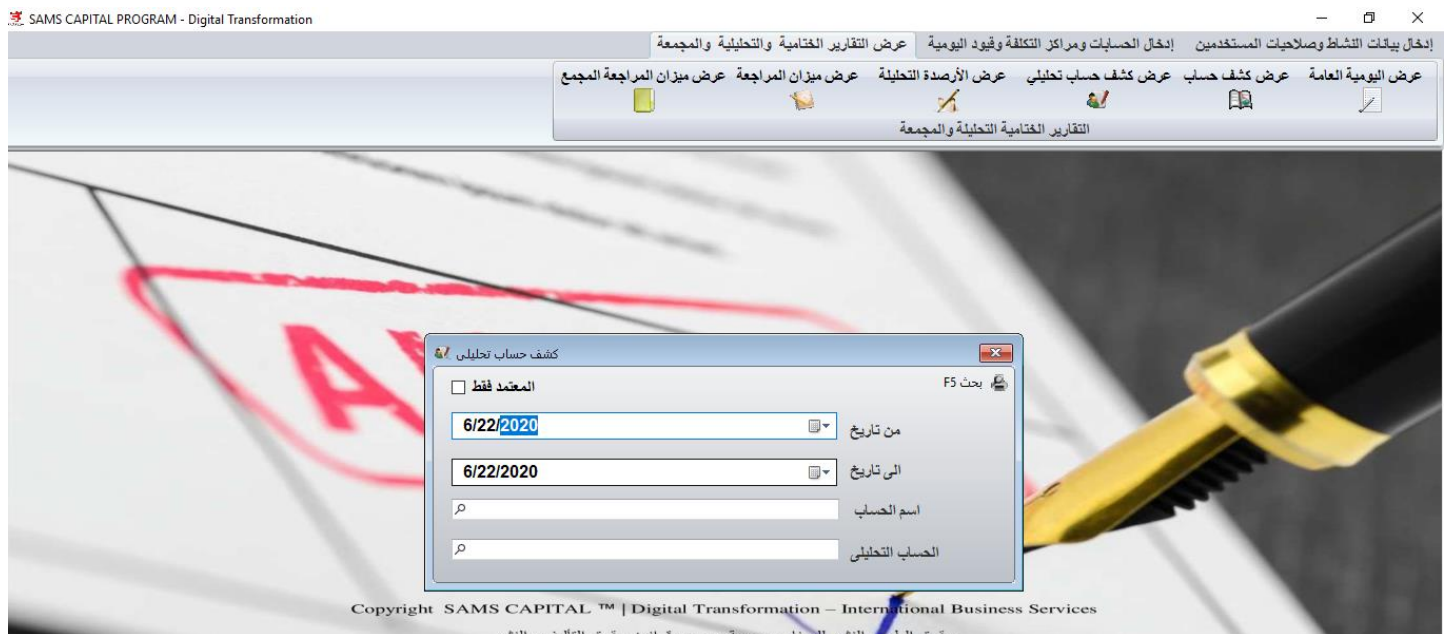 SAMS CAPITAL PROGRAM - Digital Transformation
إدخال بيانات النشاط وصلاحيات المستخدمين إدخال الحسابات ومراكز التكلفة وقيود اليومية عرض التقارير الختامية والتحليلية والمجمعة
عرض اليومية العامة عرض كشف حساب عرض كشف حساب تحليلي عرض الأرصدة التحليلة عرض ميزان المراجعة عرض ميزان المراجعة المجمع
التقارير الختامية التحليلة والمجمعة
كشف حساب تحليلى
بحث F5 المعتمد فقط
من تاريخ 6/22/2020
الى تاريخ 6/22/2020
اسم الحساب
الحساب التحليلى
Copyright SAMS CAPITAL ™ | Digital Transformation – International Business Services